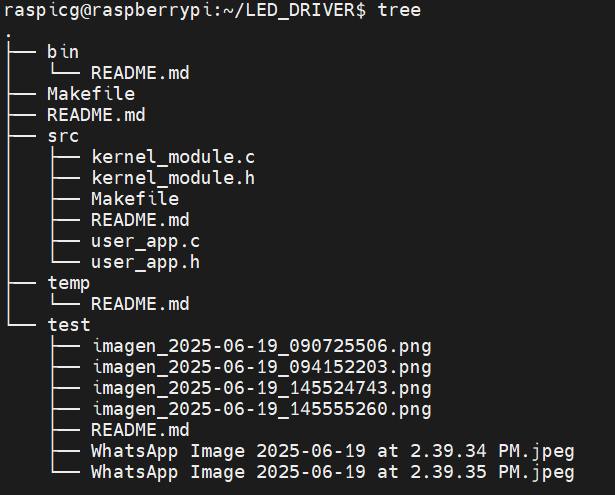 raspicg@raspberrypi:~/LED_DRIVER$ tree
.
├── bin
│   └── README.md
├── Makefile
├── README.md
├── src
│   ├── kernel_module.c
│   ├── kernel_module.h
│   ├── Makefile
│   ├── README.md
│   ├── user_app.c
│   └── user_app.h
├── temp
│   └── README.md
└── test
    ├── imagen_2025-06-19_090725506.png
    ├── imagen_2025-06-19_094152203.png
    ├── imagen_2025-06-19_145524743.png
    ├── imagen_2025-06-19_145555260.png
    ├── README.md
    ├── WhatsApp Image 2025-06-19 at 2.39.34 PM.jpeg
    └── WhatsApp Image 2025-06-19 at 2.39.35 PM.jpeg